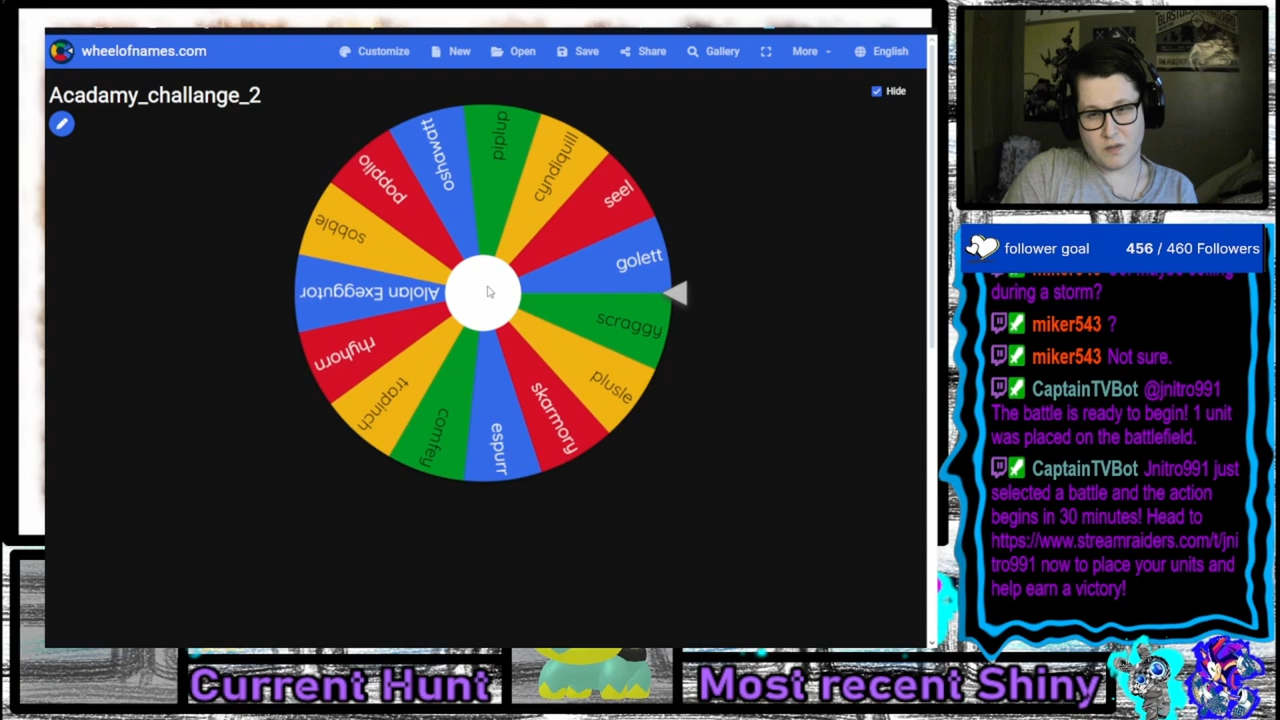 wheelofnames.com
Customize
New
Open
Save
Share
Gallery
More
English
Acadamy_challange_2
Hide
piplup
cyndiquill
seel
golett
scraggy
plusle
skarmory
espurr
comfey
trapinch
rhyhorn
Alolan Exeggutor
sobble
popplio
oshawatt
follower goal
456 / 460 Followers
during a storm?
miker543 ?
miker543 Not sure.
CaptainTVBot @jnitro991
The battle is ready to begin! 1 unit
was placed on the battlefield.
CaptainTVBot Jnitro991 just
selected a battle and the action
begins in 30 minutes! Head to
https://www.streamraiders.com/t/jni
tro991 now to place your units and
help earn a victory!
Current Hunt
Most recent Shiny